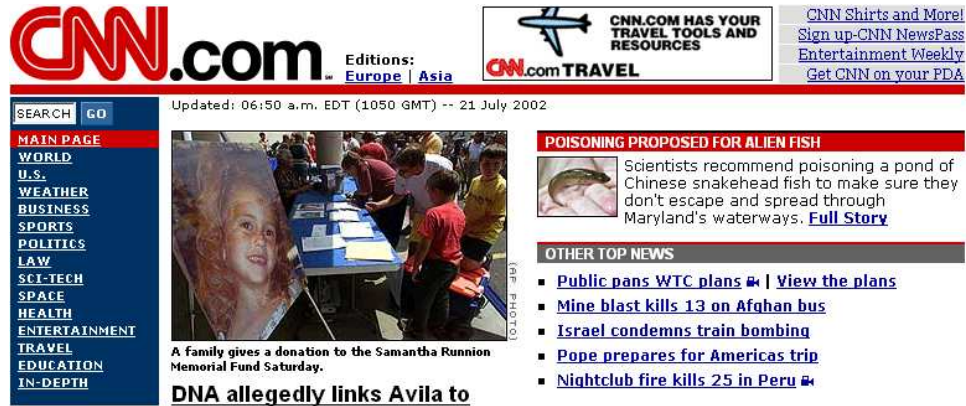 CNN.com
Editions:
Europe | Asia
CNN.COM HAS YOUR
TRAVEL TOOLS AND
RESOURCES
CNN.com TRAVEL
CNN Shirts and More!
Sign up-CNN NewsPass
Entertainment Weekly
Get CNN on your PDA
SEARCH GO
Updated: 06:50 a.m. EDT (1050 GMT) -- 21 July 2002
MAIN PAGE
WORLD
U.S.
WEATHER
BUSINESS
SPORTS
POLITICS
LAW
SCI-TECH
SPACE
HEALTH
ENTERTAINMENT
TRAVEL
EDUCATION
IN-DEPTH
(AP PHOTO)
A family gives a donation to the Samantha Runnion
Memorial Fund Saturday.
DNA allegedly links Avila to
POISONING PROPOSED FOR ALIEN FISH
Scientists recommend poisoning a pond of
Chinese snakehead fish to make sure they
don't escape and spread through
Maryland's waterways. Full Story
OTHER TOP NEWS
Public pans WTC plans | View the plans
Mine blast kills 13 on Afghan bus
Israel condemns train bombing
Pope prepares for Americas trip
Nightclub fire kills 25 in Peru